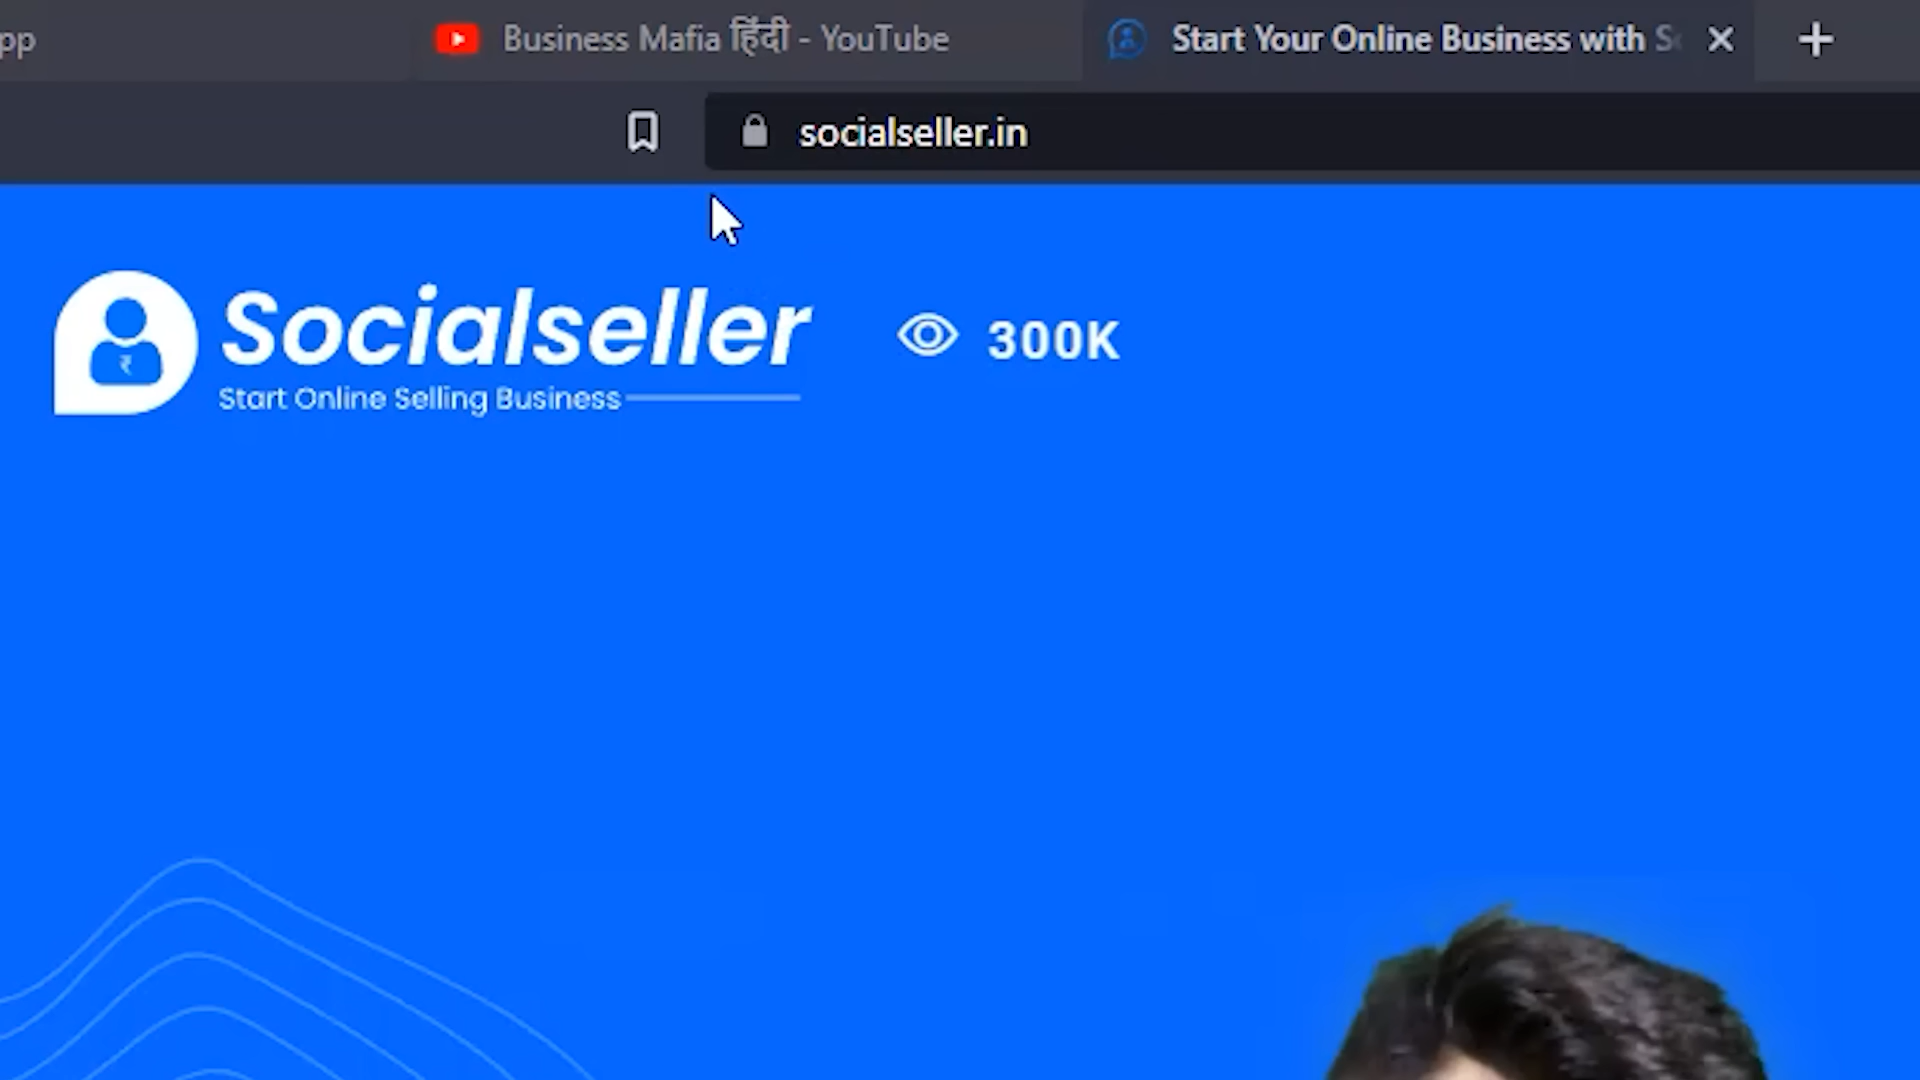 pp
Business Mafia हिंदी - YouTube
Start Your Online Business with S
socialseller.in
Socialseller
300K
₹
Start Online Selling Business